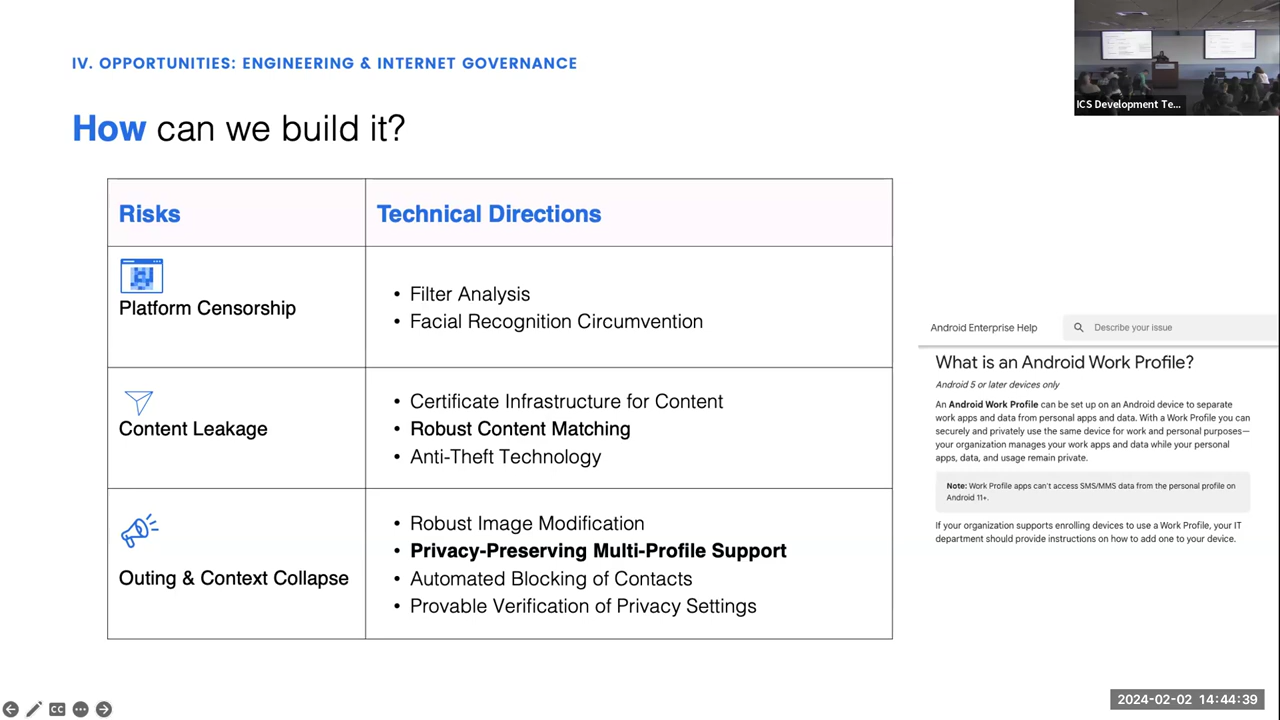 IV. OPPORTUNITIES: ENGINEERING & INTERNET GOVERNANCE
How can we build it?
Risks
Technical Directions
Platform Censorship
• Filter Analysis
• Facial Recognition Circumvention
Content Leakage
• Certificate Infrastructure for Content
• Robust Content Matching
• Anti-Theft Technology
Outing & Context Collapse
• Robust Image Modification
• Privacy-Preserving Multi-Profile Support
• Automated Blocking of Contacts
• Provable Verification of Privacy Settings
Android Enterprise Help
Describe your issue
What is an Android Work Profile?
Android 5 or later devices only
An Android Work Profile can be set up on an Android device to separate
work apps and data from personal apps and data. With a Work Profile you can
securely and privately use the same device for work and personal purposes—
your organization manages your work apps and data while your personal
apps, data, and usage remain private.
Note: Work Profile apps can't access SMS/MMS data from the personal profile on
Android 11+.
If your organization supports enrolling devices to use a Work Profile, your IT
department should provide instructions on how to add one to your device.
ICS Development Te...
CC
2024-02-02 14:44:39